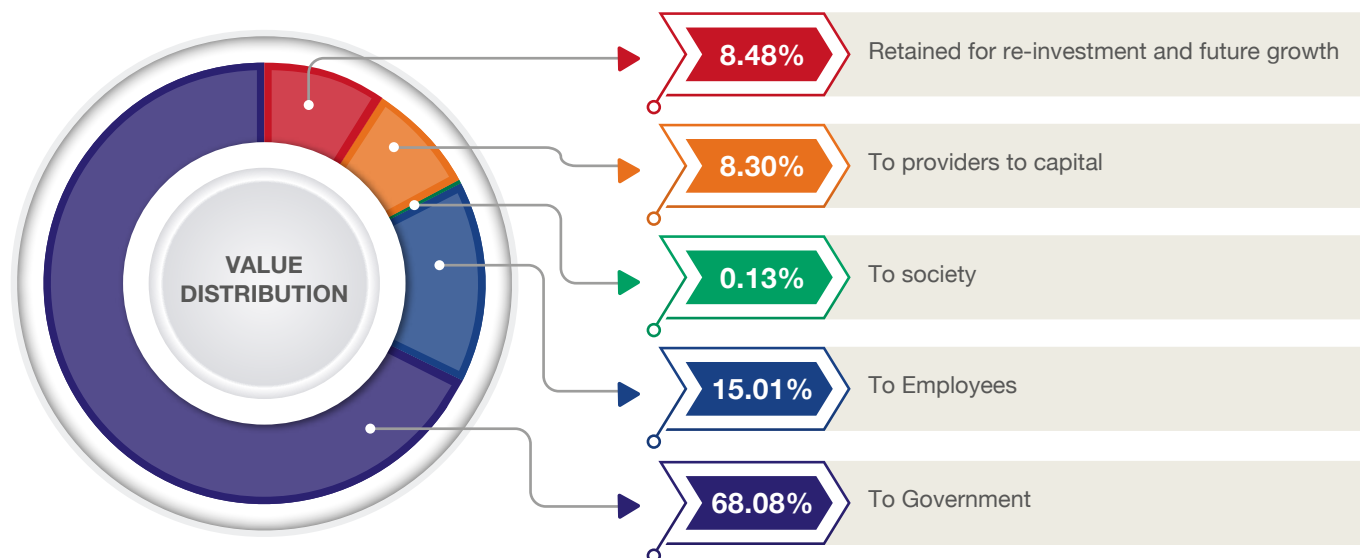 VALUE
DISTRIBUTION
8.48%
Retained for re-investment and future growth
8.30%
To providers to capital
0.13%
To society
15.01%
To Employees
68.08%
To Government